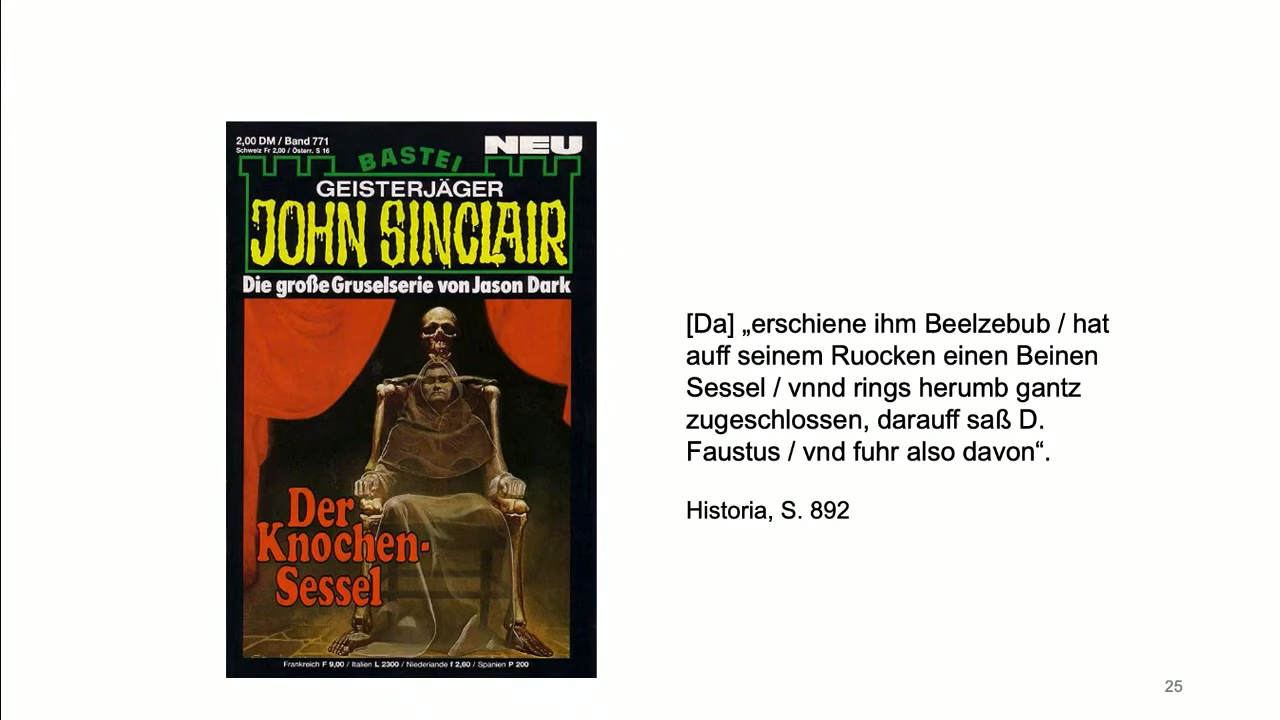 2,00 DM / Band 771
Schweiz Fr 2,00 / Österr. S 16
NEU
BASTEI
GEISTERJÄGER
JOHN SINCLAIR
Die große Gruselserie von Jason Dark
Der
Knochen-
Sessel
Frankreich F 9,00 / Italien L 2300 / Niederlande f 2,60 / Spanien P 200
[Da] „erschiene ihm Beelzebub / hat
auff seinem Ruocken einen Beinen
Sessel / vnnd rings herumb gantz
zugeschlossen, darauff saß D.
Faustus / vnd fuhr also davon“.
Historia, S. 892
25